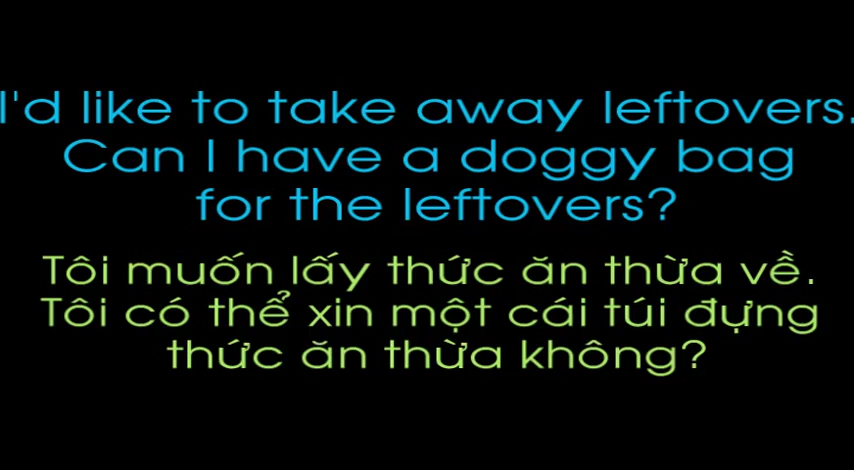 I'd like to take away leftovers.
Can I have a doggy bag
for the leftovers?
Tôi muốn lấy thức ăn thừa về.
Tôi có thể xin một cái túi đựng
thức ăn thừa không?